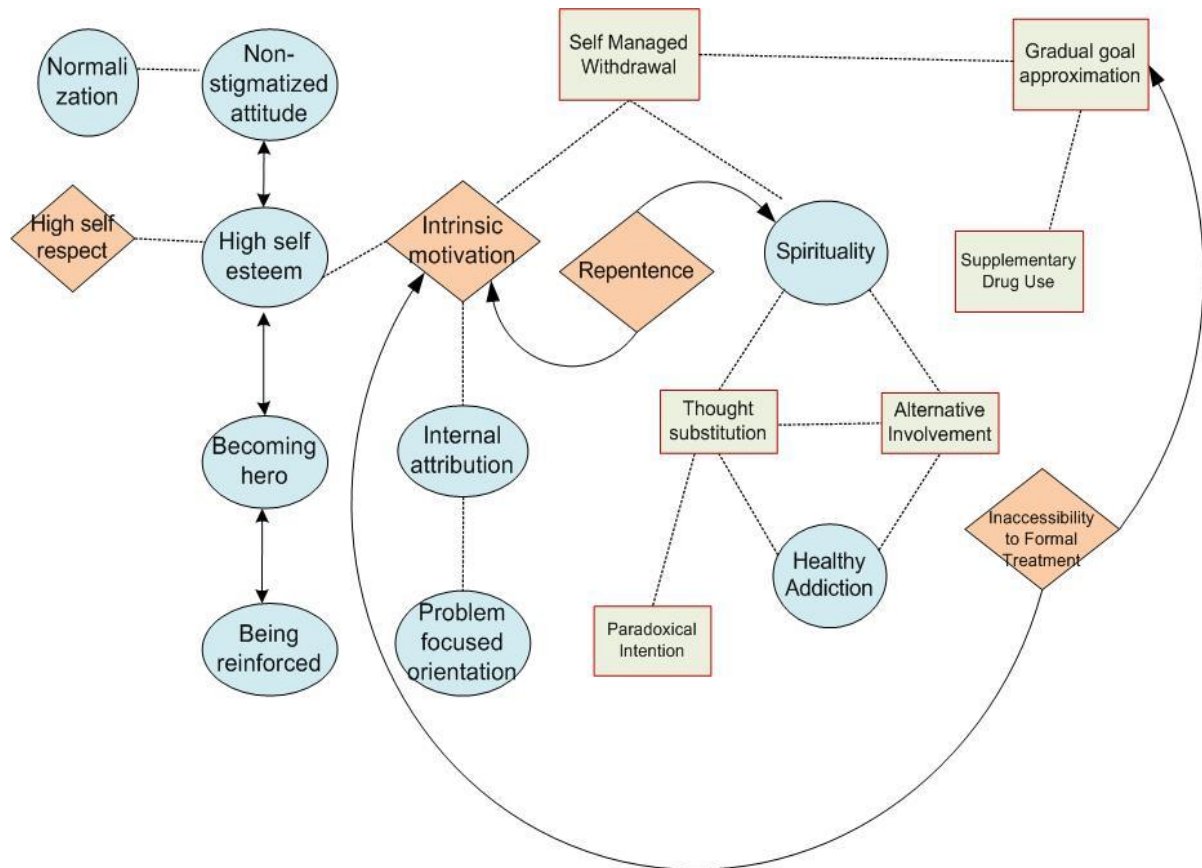 Normali
zation
Non-
stigmatized
attitude
Self Managed
Withdrawal
Gradual goal
approximation
High self
respect
High self
esteem
Intrinsic
motivation
Repentence
Spirituality
Supplementary
Drug Use
Becoming
hero
Internal
attribution
Thought
substitution
Alternative
Involvement
Inaccessibility
to Formal
Treatment
Healthy
Addiction
Being
reinforced
Problem
focused
orientation
Paradoxical
Intention